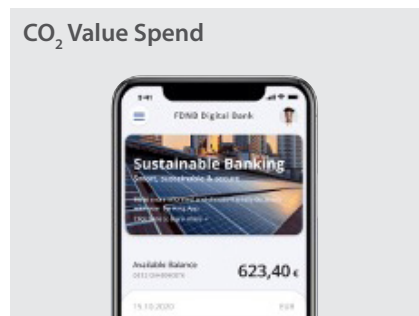 CO₂ Value Spend
9:41
FDNB Digital Bank
Sustainable Banking
Smart, sustainable & secure
Available Balance
623,40 €
15.10.2020 EUR